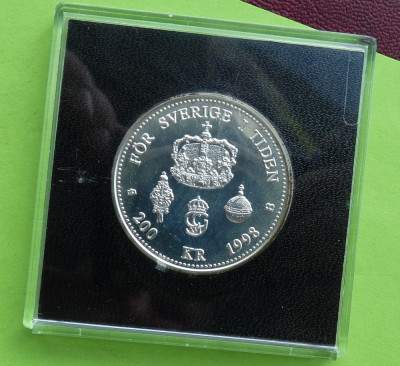 FÖR SVERIGE · TIDEN
B
200 KR 1998